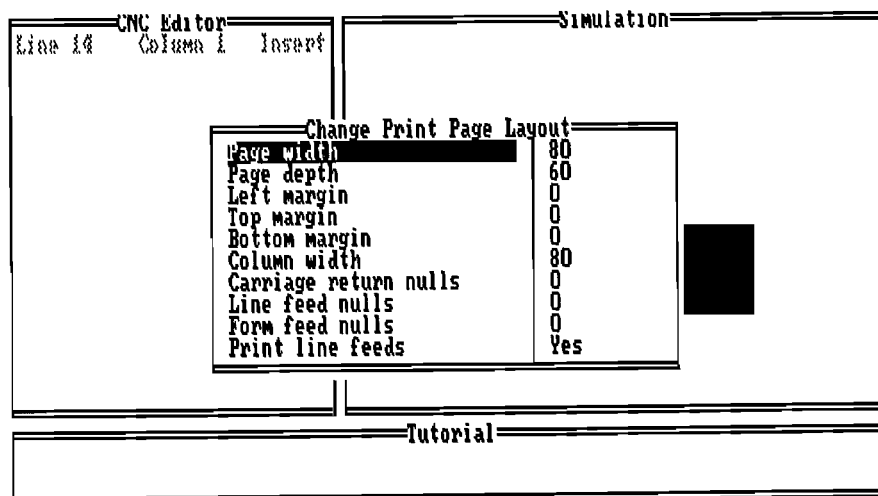 CNC Editor
Simulation
Line 14 Column 1 Insert
Change Print Page Layout
Page width 80
Page depth 60
Left margin 0
Top margin 0
Bottom margin 0
Column width 80
Carriage return nulls 0
Line feed nulls 0
Form feed nulls 0
Print line feeds Yes
Tutorial